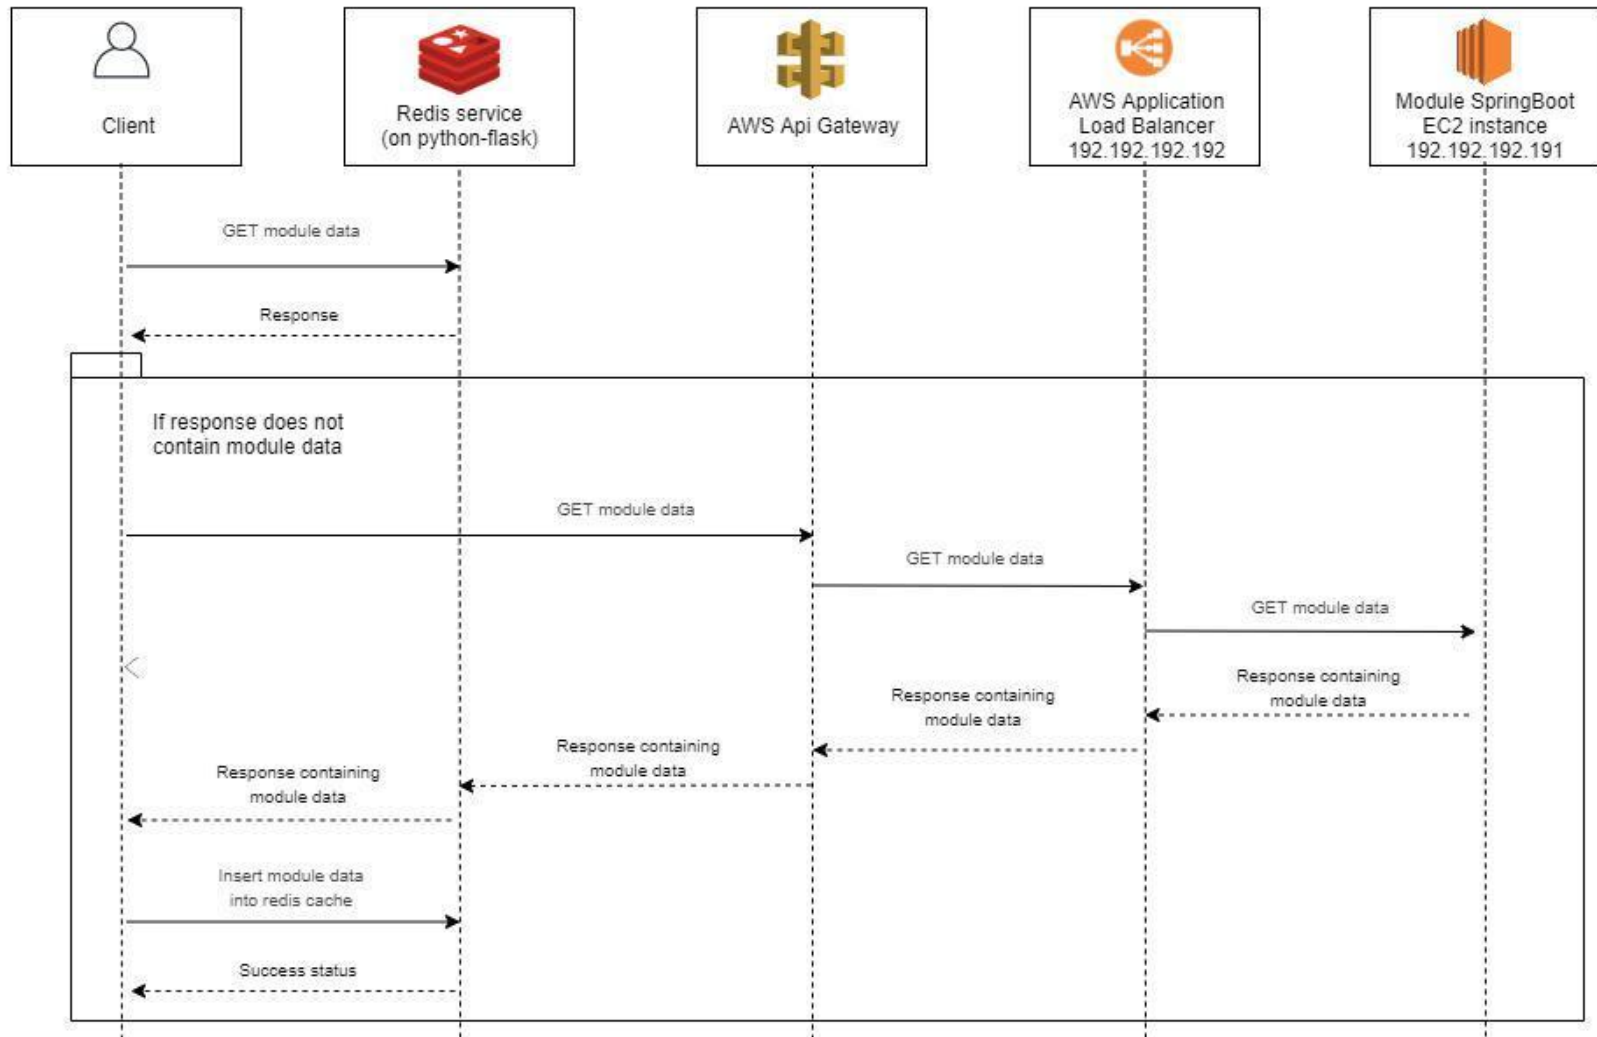 Client
Redis service
(on python-flask)
AWS Api Gateway
AWS Application
Load Balancer
192.192.192.192
Module SpringBoot
EC2 instance
192.192.192.191
GET module data
Response
If response does not
contain module data
GET module data
GET module data
GET module data
Response containing
module data
Response containing
module data
Response containing
module data
Response containing
module data
Insert module data
into redis cache
Success status